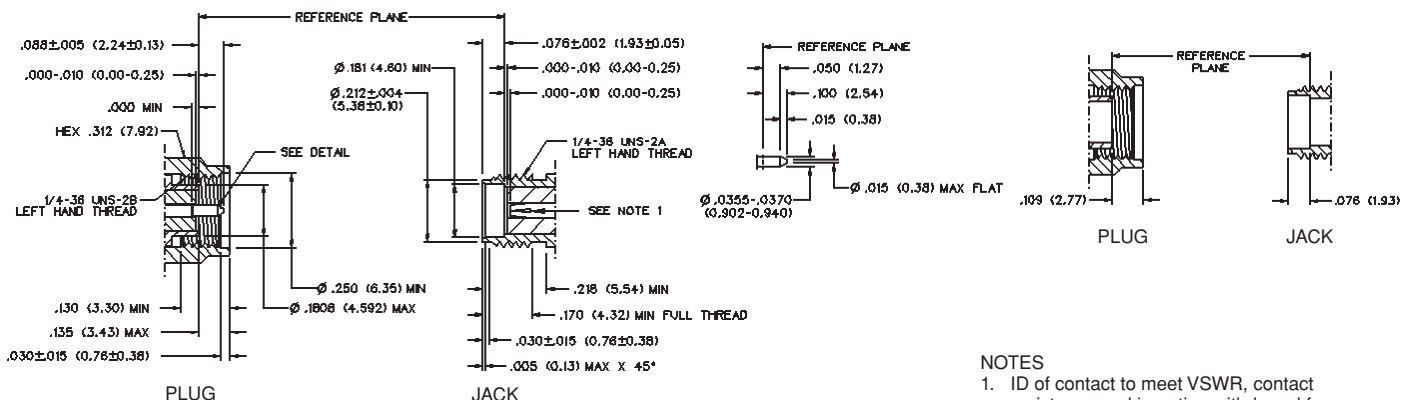 REFERENCE PLANE
.088±.005 (2.24±0.13)
.000-.010 (0.00-0.25)
.000 MIN
HEX .312 (7.92)
SEE DETAIL
1/4-36 UNS-2B
LEFT HAND THREAD
.130 (3.30) MIN
.135 (3.43) MAX
.030±.015 (0.76±0.38)
Ø.250 (6.35) MIN
Ø.1808 (4.592) MAX
PLUG
.076±.002 (1.93±0.05)
Ø.181 (4.60) MIN
.000-.010 (0.00-0.25)
Ø.212±.004
(5.38±0.10)
.000-.010 (0.00-0.25)
1/4-36 UNS-2A
LEFT HAND THREAD
SEE NOTE 1
.218 (5.54) MIN
.170 (4.32) MIN FULL THREAD
.030±.015 (0.76±0.38)
.005 (0.13) MAX X 45°
JACK
REFERENCE PLANE
.050 (1.27)
.100 (2.54)
.015 (0.38)
Ø.015 (0.38) MAX FLAT
Ø.0355-.0370
(0.902-0.940)
REFERENCE
PLANE
.109 (2.77)
.076 (1.93)
PLUG
JACK
NOTES
1. ID of contact to meet VSWR, contact